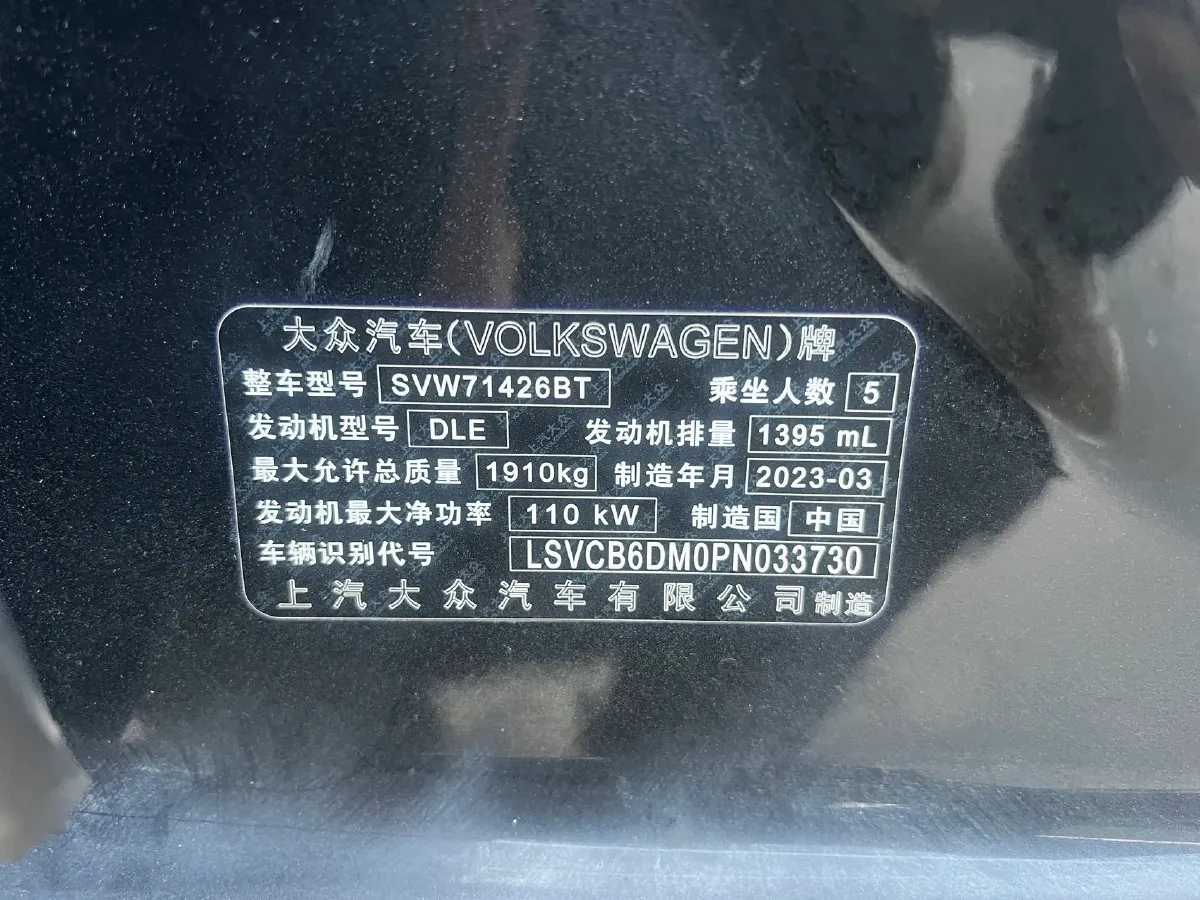 大众汽车(VOLKSWAGEN)牌
整车型号 SVW71426BT 乘坐人数 5
发动机型号 DLE 发动机排量 1395 mL
最大允许总质量 1910kg 制造年月 2023-03
发动机最大净功率 110 kW 制造国 中国
车辆识别代号 LSVCB6DM0PN033730
上汽大众汽车有限公司制造